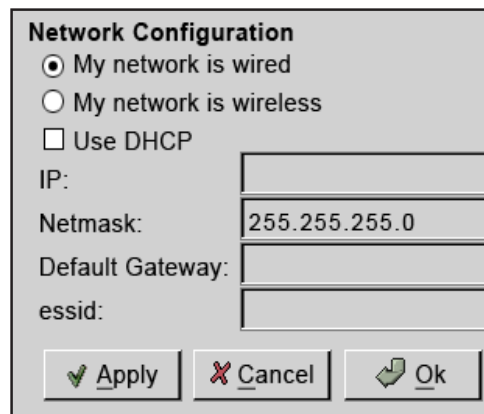 Network Configuration
My network is wired
My network is wireless
Use DHCP
IP:
Netmask: 255.255.255.0
Default Gateway:
essid:
Apply Cancel Ok